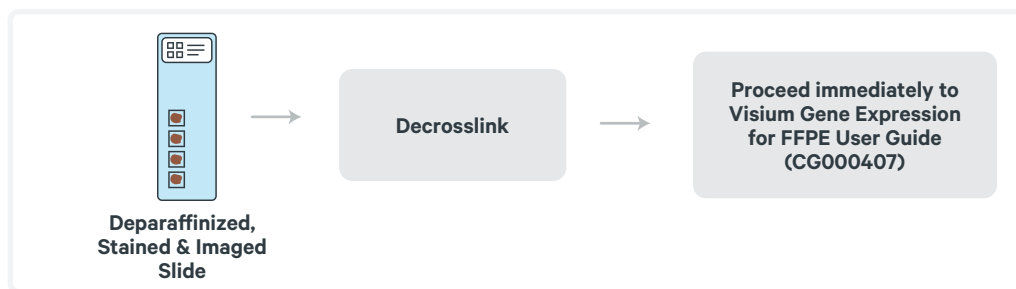 Deparaffinized,
Stained & Imaged
Slide
Decrosslink
Proceed immediately to
Visium Gene Expression
for FFPE User Guide
(CG000407)